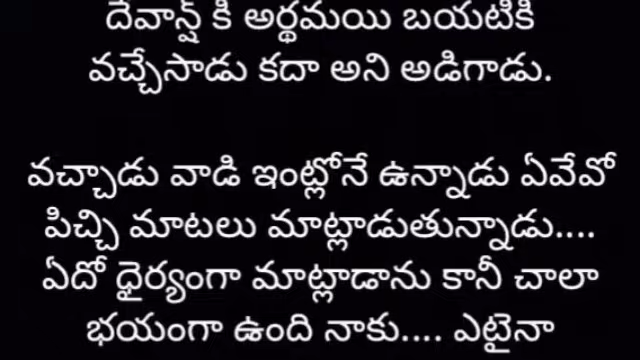 దేవాన్ష్ కి అర్థమయి బయటికి
వచ్చేసాడు కదా అని అడిగాడు.
వచ్చాడు వాడి ఇంట్లోనే ఉన్నాడు ఏవేవో
పిచ్చి మాటలు మాట్లాడుతున్నాడు....
ఏదో ధైర్యంగా మాట్లాడాను కానీ చాలా
భయంగా ఉంది నాకు.... ఎటైనా